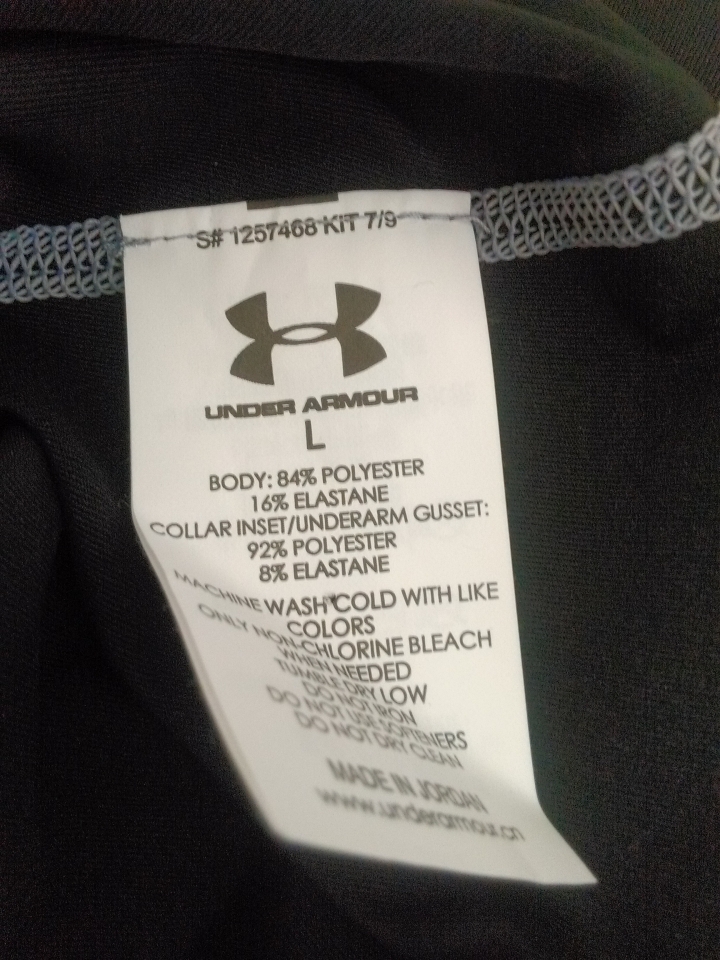 S# 1257468 KIT 7/9
UNDER ARMOUR
L
BODY: 84% POLYESTER
16% ELASTANE
COLLAR INSET/UNDERARM GUSSET:
92% POLYESTER
8% ELASTANE
MACHINE WASH COLD WITH LIKE
COLORS
ONLY NON-CHLORINE BLEACH
WHEN NEEDED
TUMBLE DRY LOW
DO NOT IRON
DO NOT USE SOFTENERS
DO NOT DRY CLEAN
MADE IN JORDAN
www.underarmour.cn